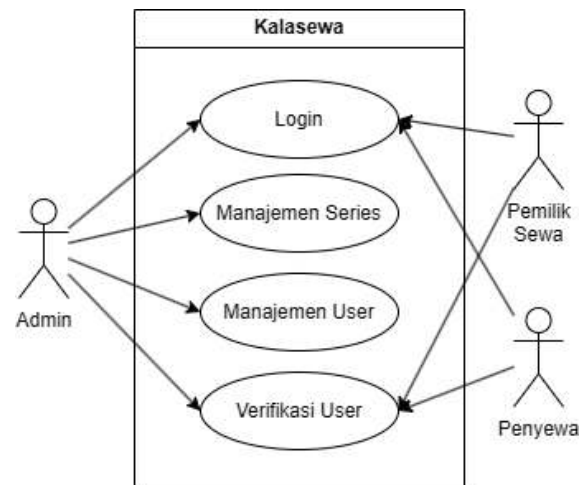 Kalasewa
Login
Manajemen Series
Manajemen User
Verifikasi User
Admin
Pemilik
Sewa
Penyewa